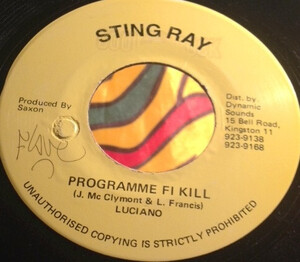 STING RAY
Produced By
Saxon
Dist. by
Dynamic
Sounds
15 Bell Road,
Kingston 11
923-9138
923-9168
PROGRAMME FI KILL
(J. Mc Clymont & L. Francis)
LUCIANO
UNAUTHORISED COPYING IS STRICTLY PROHIBITED